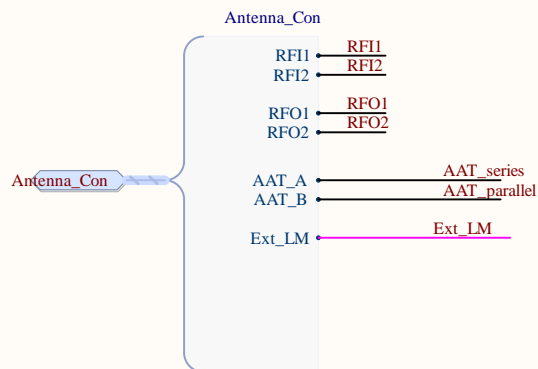 Antenna_Con
RFI1 RFI1
RFI2 RFI2
RFO1 RFO1
RFO2 RFO2
Antenna_Con
AAT_A AAT_series
AAT_B AAT_parallel
Ext_LM Ext_LM